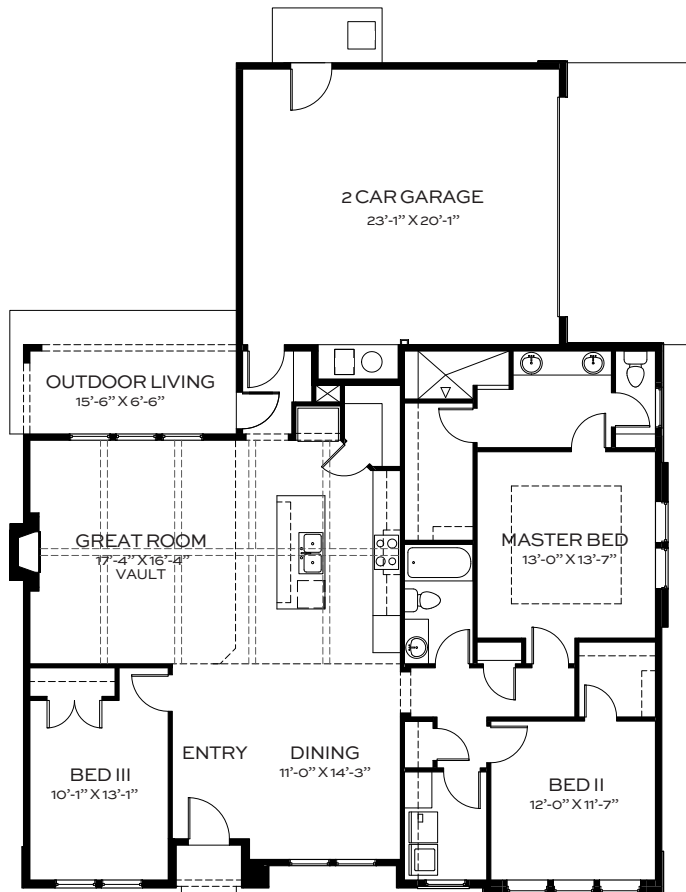 2 CAR GARAGE
23'-1" X 20'-1"
OUTDOOR LIVING
15'-6" X 6'-6"
GREAT ROOM
17'-4" X 16'-4"
VAULT
MASTER BED
13'-0" X 13'-7"
ENTRY
DINING
11'-0" X 14'-3"
BED III
10'-1" X 13'-1"
BED II
12'-0" X 11'-7"